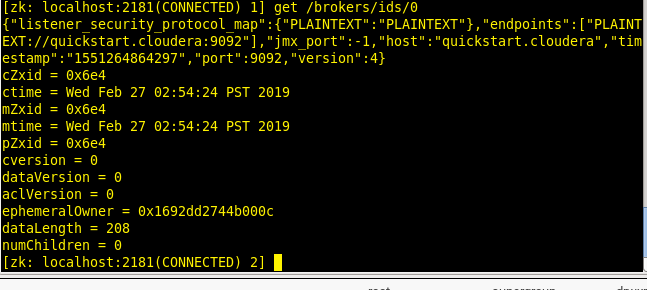 [zk: localhost:2181(CONNECTED) 1] get /brokers/ids/0
{"listener_security_protocol_map":{"PLAINTEXT":"PLAINTEXT"},"endpoints":["PLAINT
EXT://quickstart.cloudera:9092"],"jmx_port":-1,"host":"quickstart.cloudera","tim
estamp":"1551264864297","port":9092,"version":4}
cZxid = 0x6e4
ctime = Wed Feb 27 02:54:24 PST 2019
mZxid = 0x6e4
mtime = Wed Feb 27 02:54:24 PST 2019
pZxid = 0x6e4
cversion = 0
dataVersion = 0
aclVersion = 0
ephemeralOwner = 0x1692dd2744b000c
dataLength = 208
numChildren = 0
[zk: localhost:2181(CONNECTED) 2]